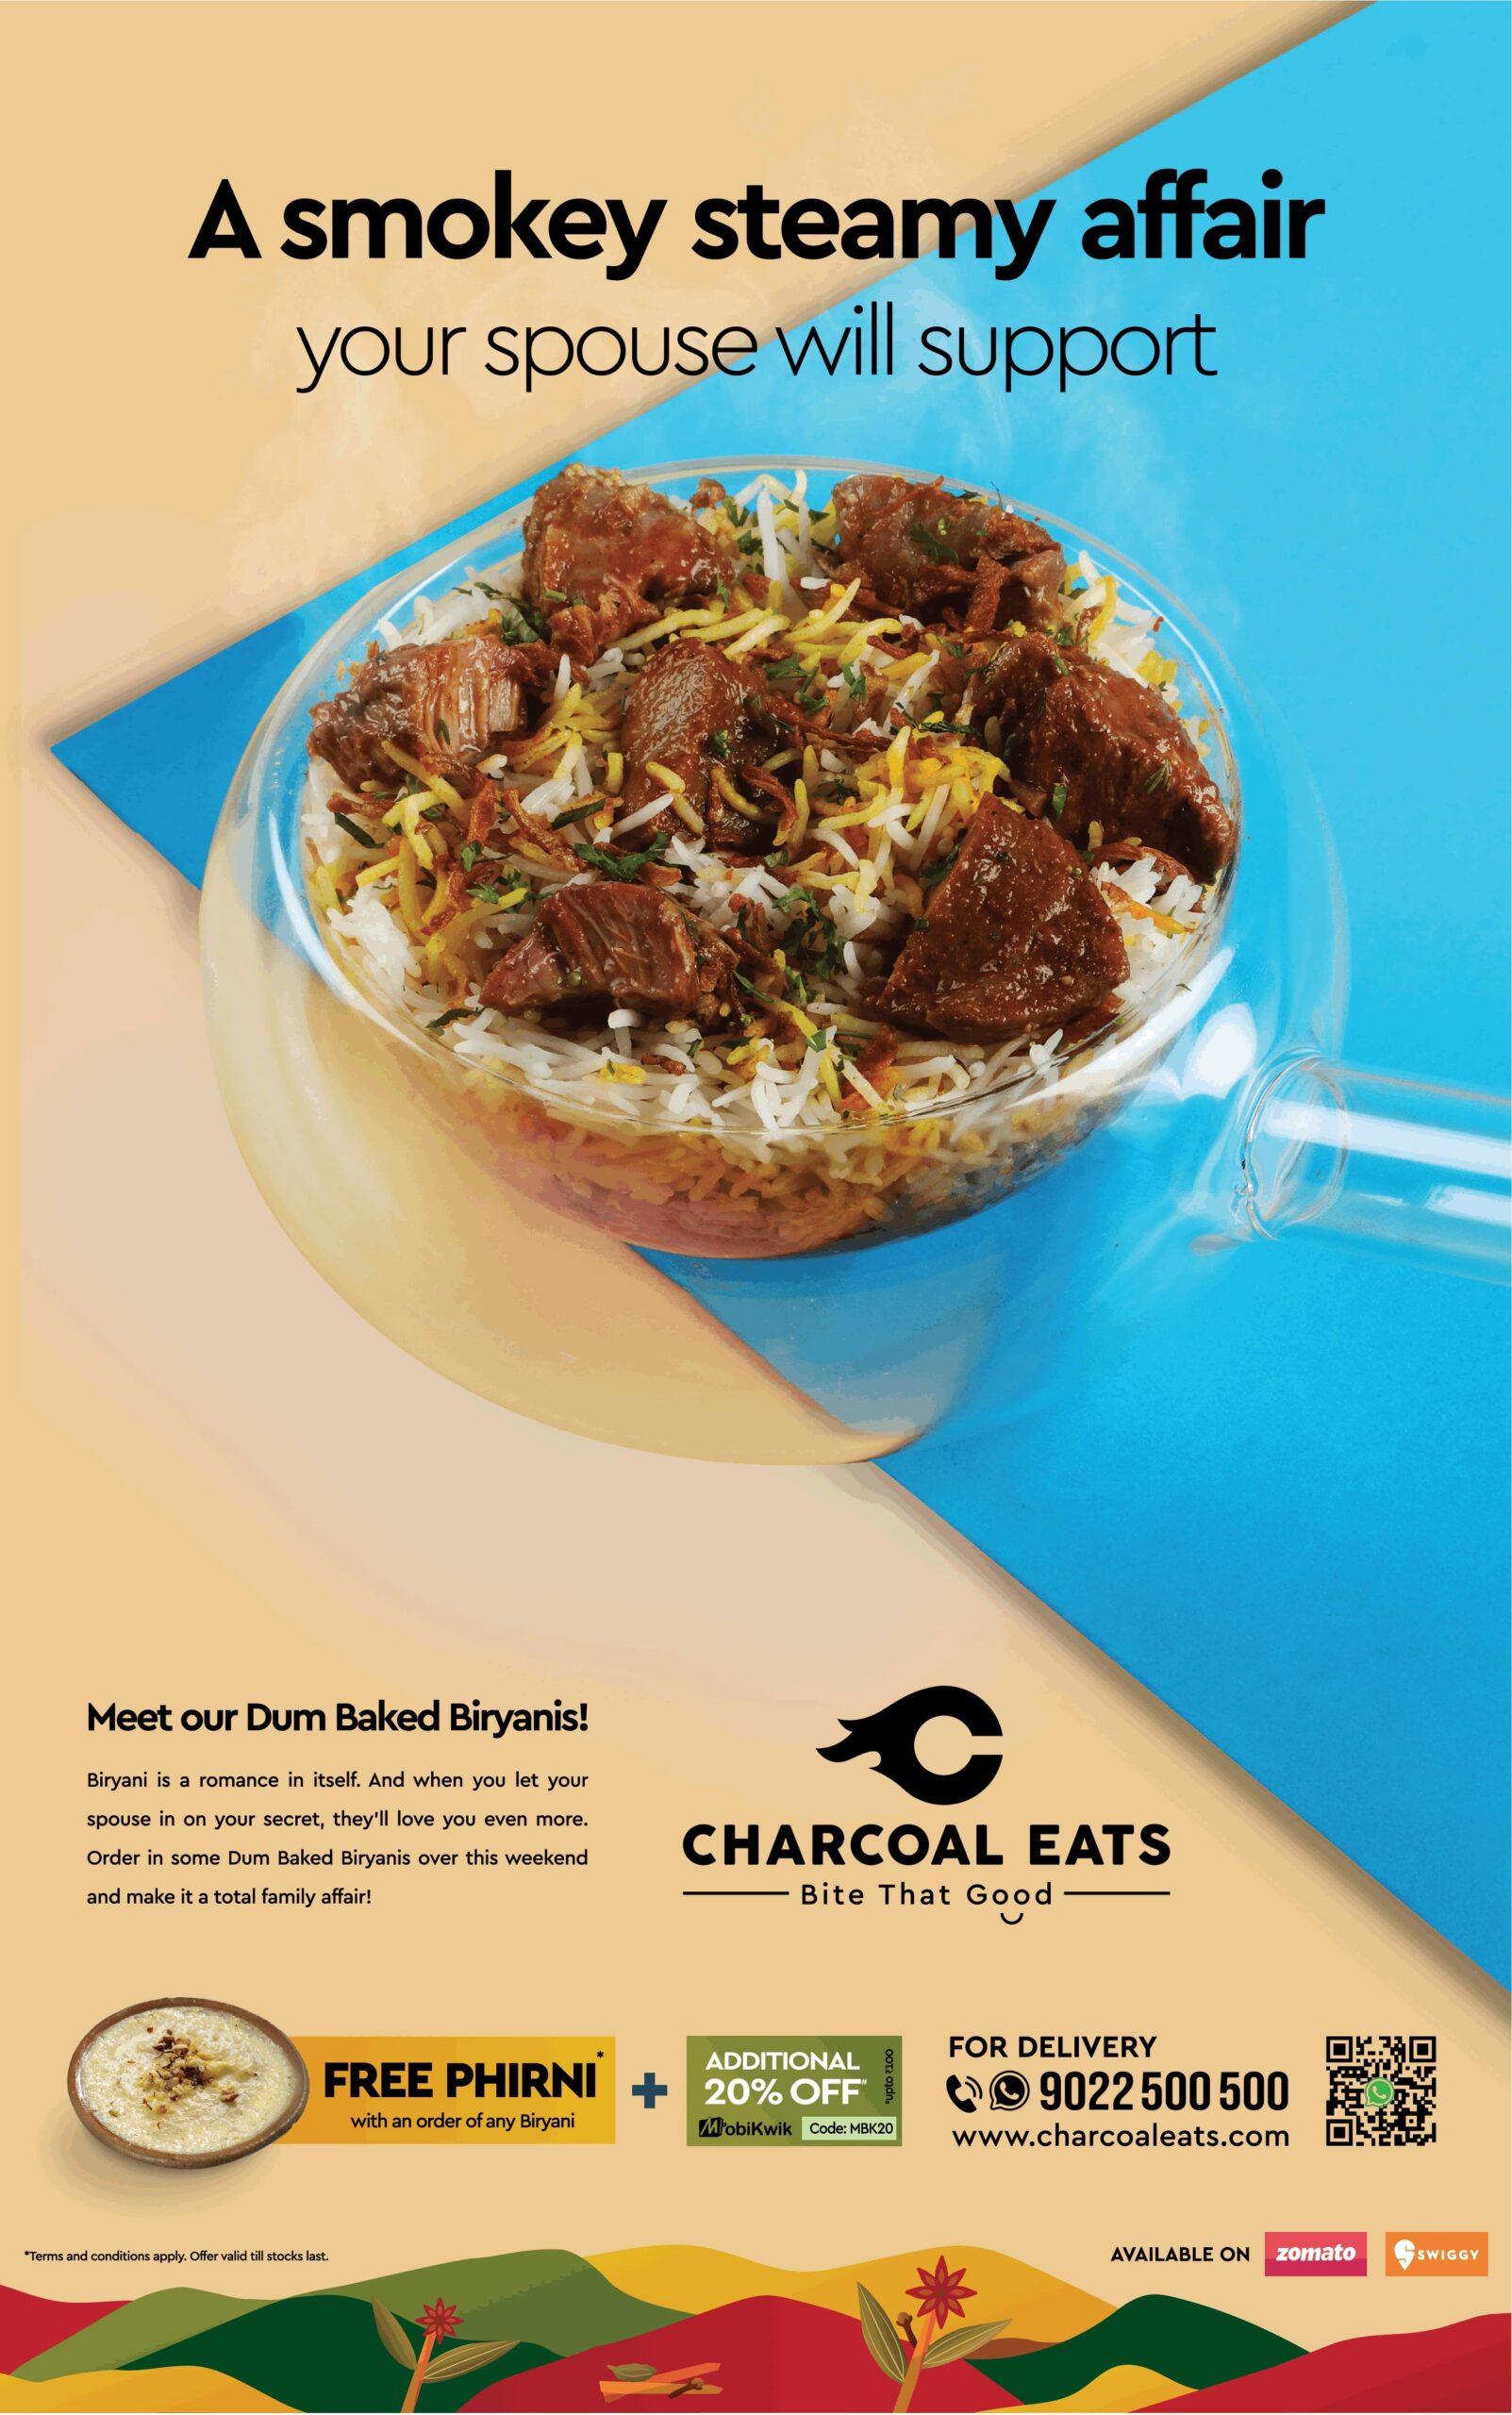 A smokey steamy affair
your spouse will support
Meet our Dum Baked Biryanis!
Biryani is a romance in itself. And when you let your
spouse in on your secret, they'll love you even more.
Order in some Dum Baked Biryanis over this weekend
and make it a total family affair!
CHARCOAL EATS
Bite That Good
FREE PHIRNI*
with an order of any Biryani
+
ADDITIONAL
20% OFF"
"upto ₹100
MobiKwik Code: MBK20
FOR DELIVERY
9022 500 500
www.charcoaleats.com
*Terms and conditions apply. Offer valid till stocks last.
AVAILABLE ON zomato SWIGGY